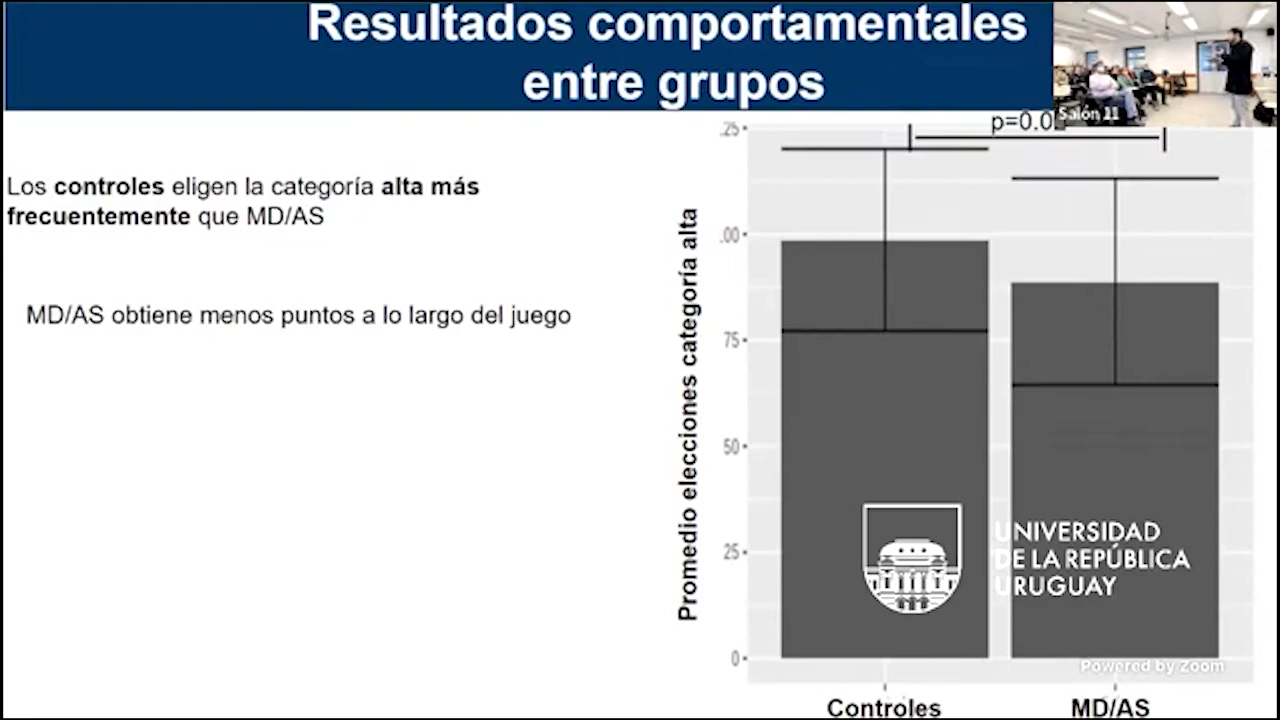 Resultados comportamentales
entre grupos
Salón 11
Los controles eligen la categoría alta más
frecuentemente que MD/AS
MD/AS obtiene menos puntos a lo largo del juego
p=0.0
Promedio elecciones categoría alta
.25
.00
75
50
25
0
Controles
MD/AS
UNIVERSIDAD
DE LA REPÚBLICA
URUGUAY
Powered by Zoom